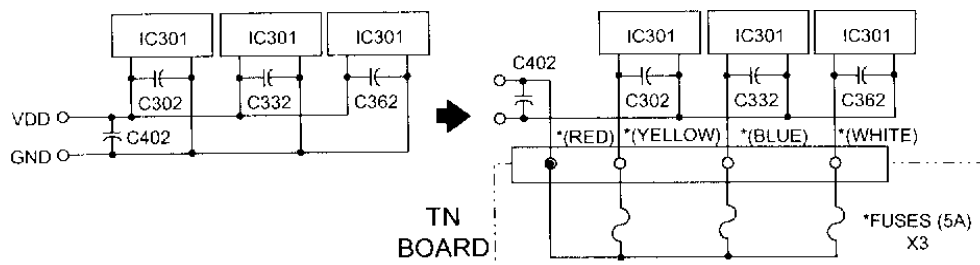 IC301 IC301 IC301
C302 C332 C362
VDD
C402
GND
IC301 IC301 IC301
C402
C302 C332 C362
*(RED) *(YELLOW) *(BLUE) *(WHITE)
TN
BOARD
*FUSES (5A)
X3